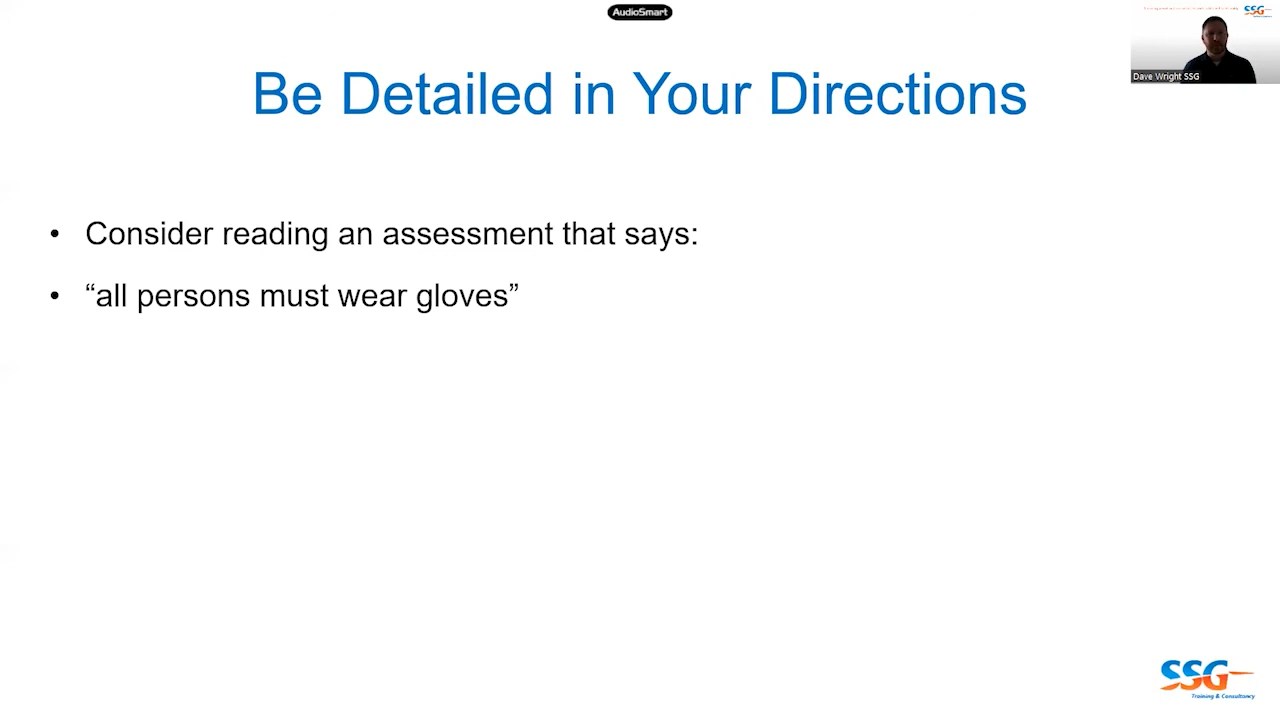 AudioSmart
SSG
Dave Wright SSG
Be Detailed in Your Directions
• Consider reading an assessment that says:
• “all persons must wear gloves”
SSG
Training & Consultancy